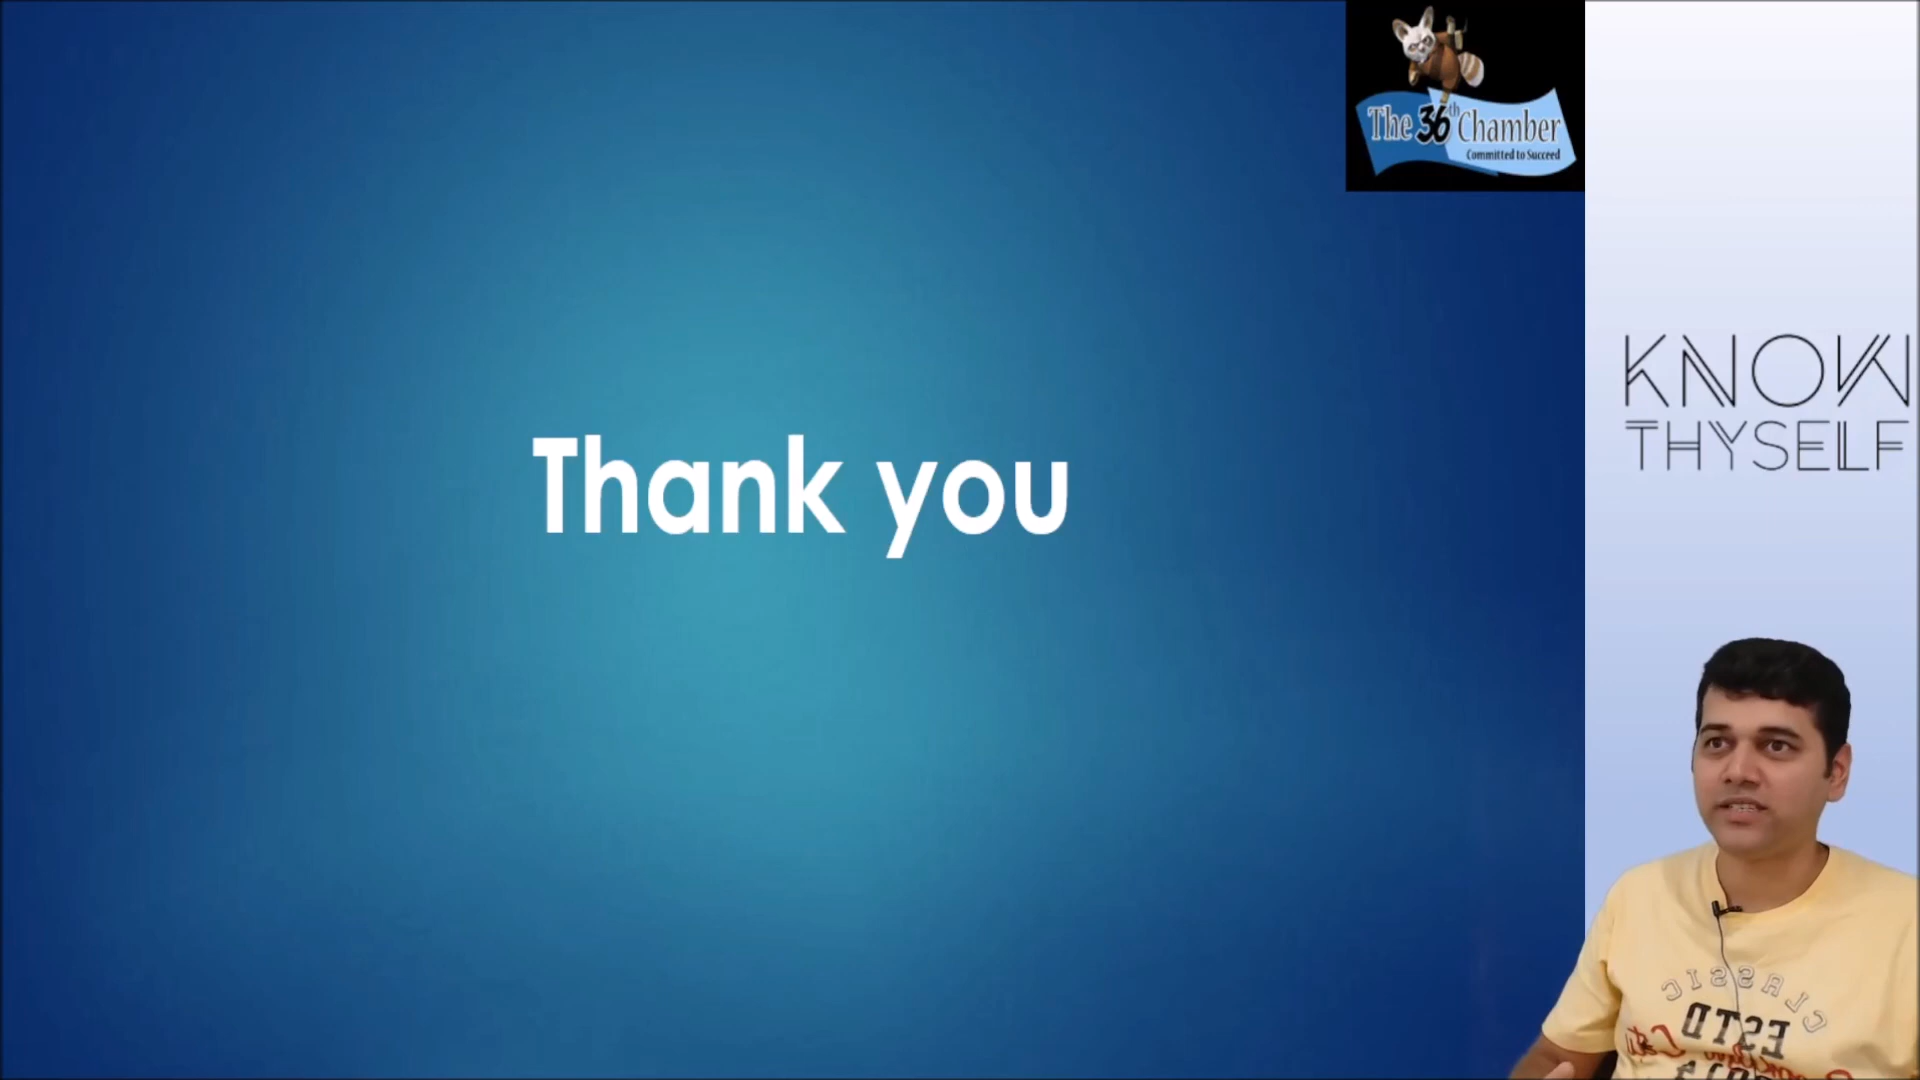 The 36th Chamber
Committed to Succeed
Thank you
KNOW
THYSELF
CLASSIC
ESTD